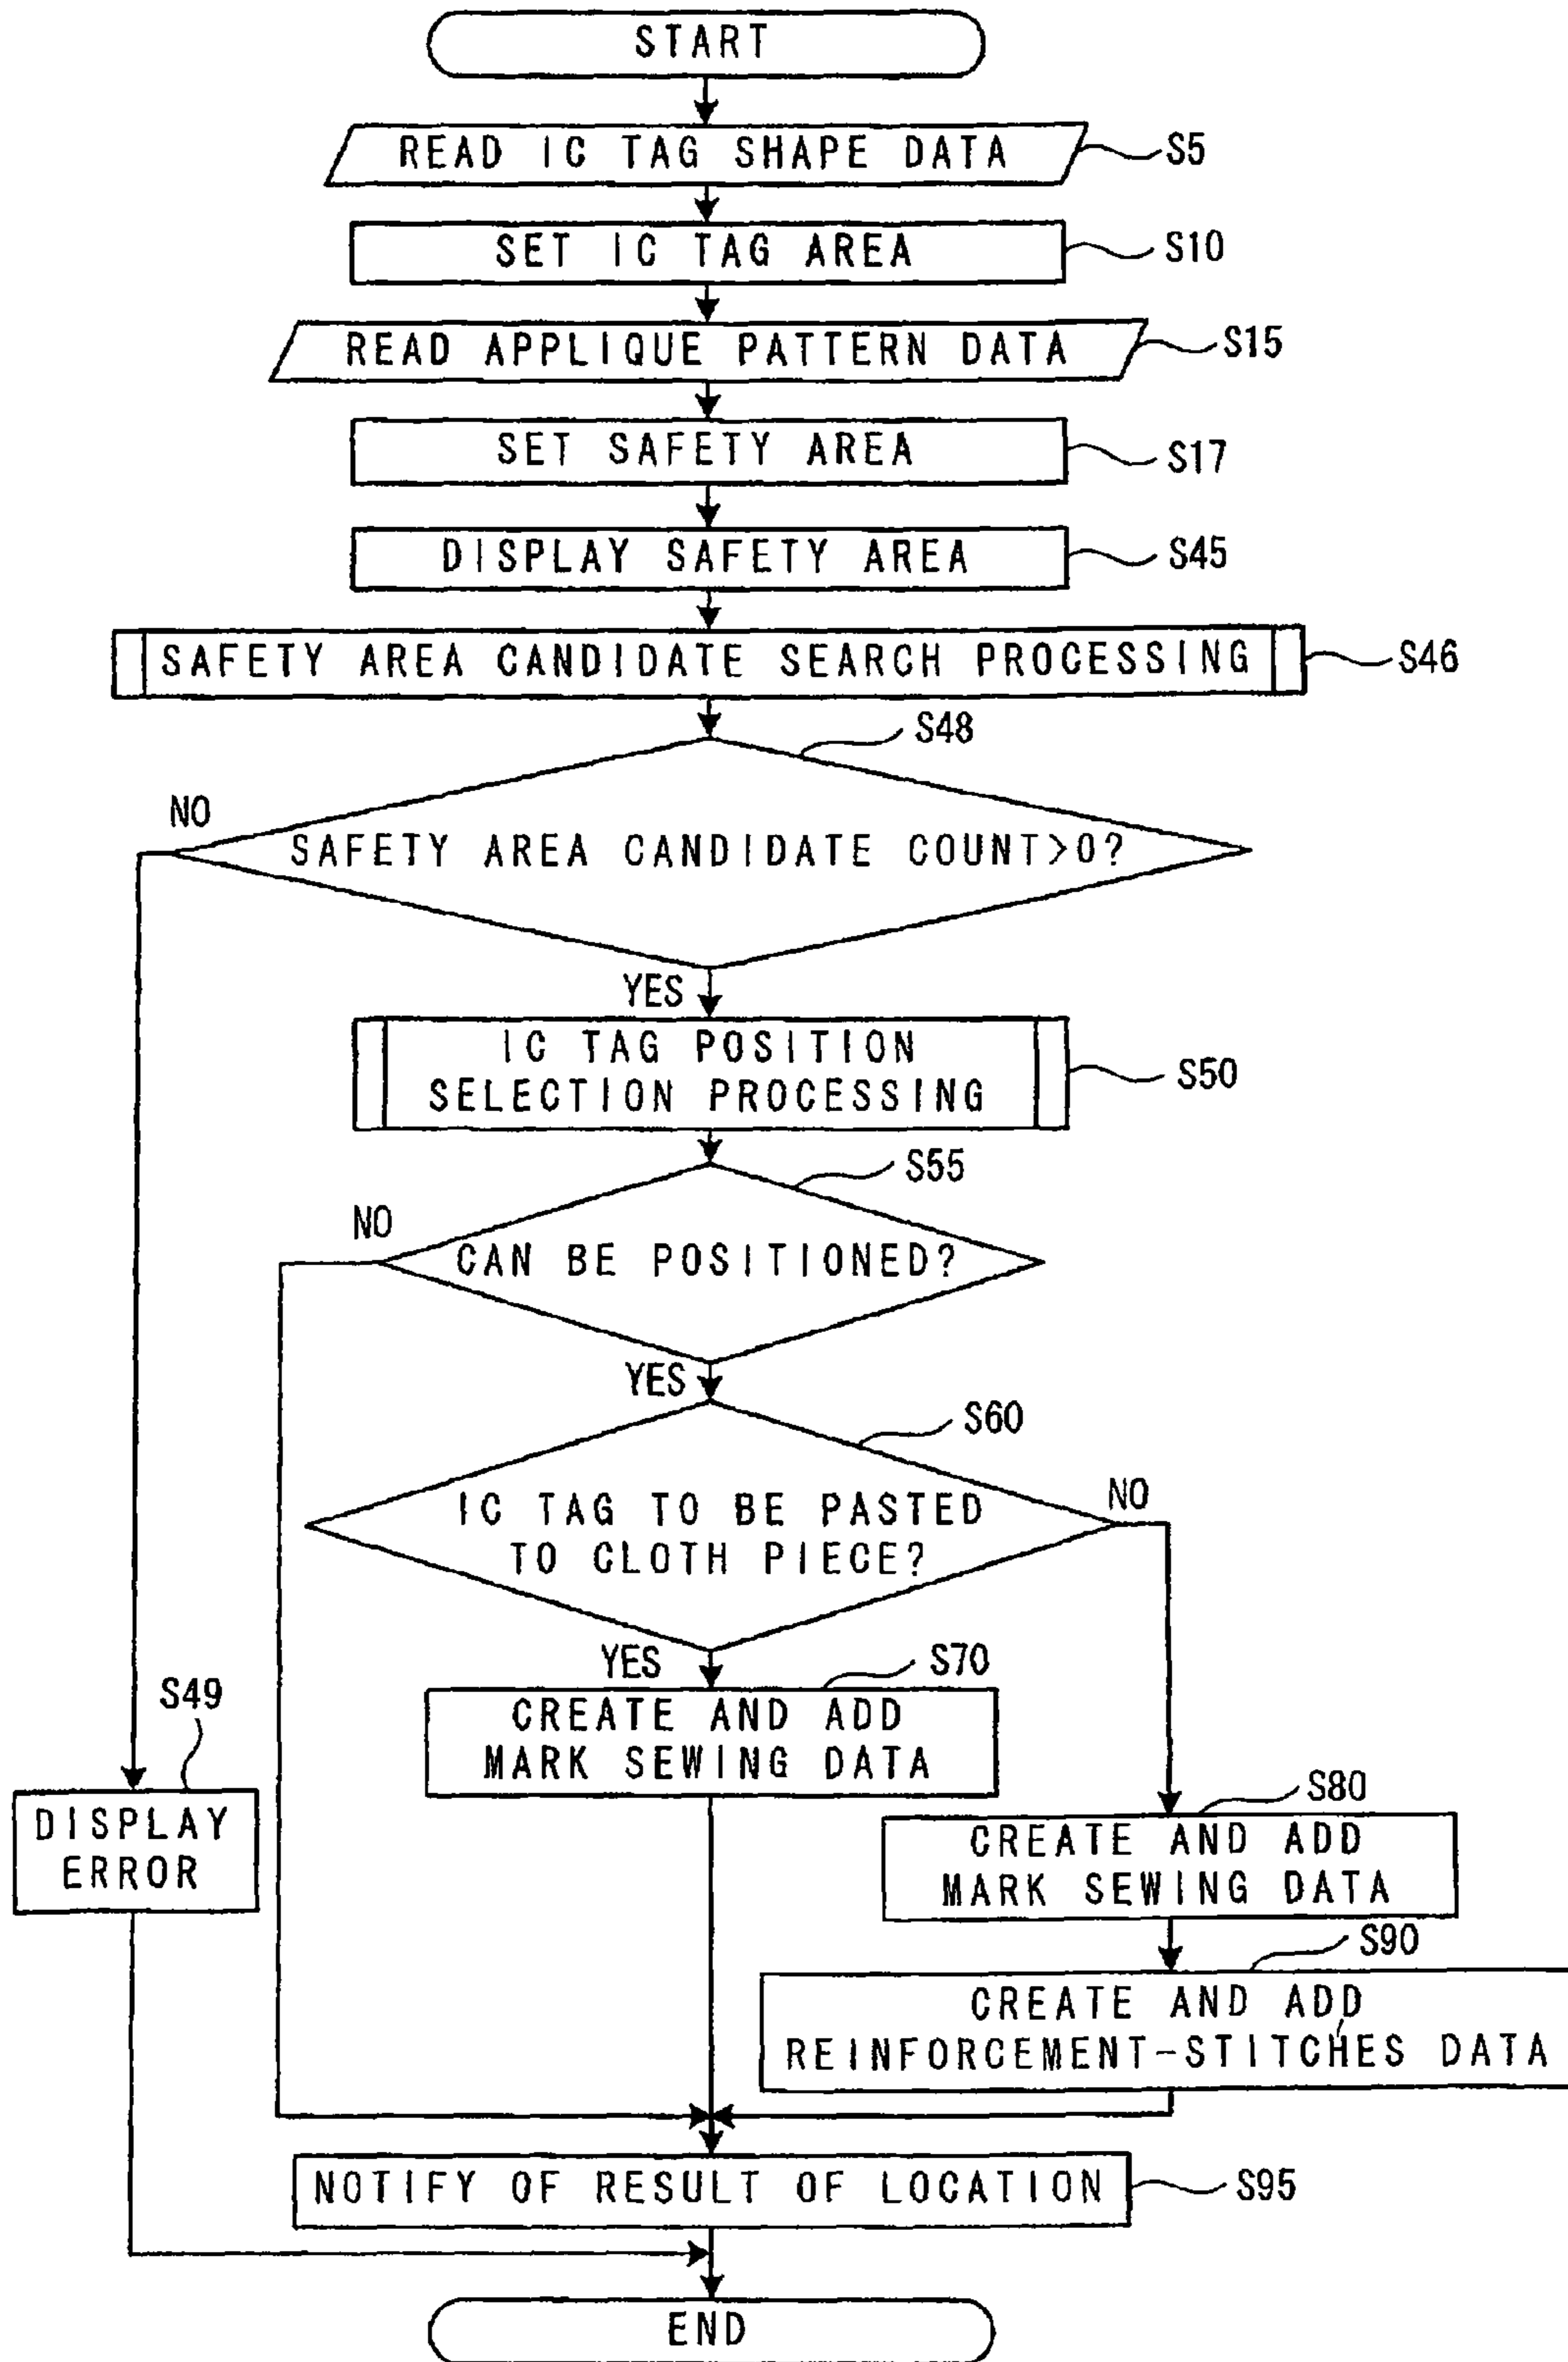 START
READ IC TAG SHAPE DATA
S5
SET IC TAG AREA
S10
READ APPLIQUE PATTERN DATA
S15
SET SAFETY AREA
S17
DISPLAY SAFETY AREA
S45
SAFETY AREA CANDIDATE SEARCH PROCESSING
S46
S48
NO
SAFETY AREA CANDIDATE COUNT>0?
YES
IC TAG POSITION
SELECTION PROCESSING
S50
S55
NO
CAN BE POSITIONED?
YES
S60
IC TAG TO BE PASTED
TO CLOTH PIECE?
NO
YES
S70
CREATE AND ADD
MARK SEWING DATA
S49
DISPLAY
ERROR
S80
CREATE AND ADD
MARK SEWING DATA
S90
CREATE AND ADD
REINFORCEMENT-STITCHES DATA
NOTIFY OF RESULT OF LOCATION
S95
END